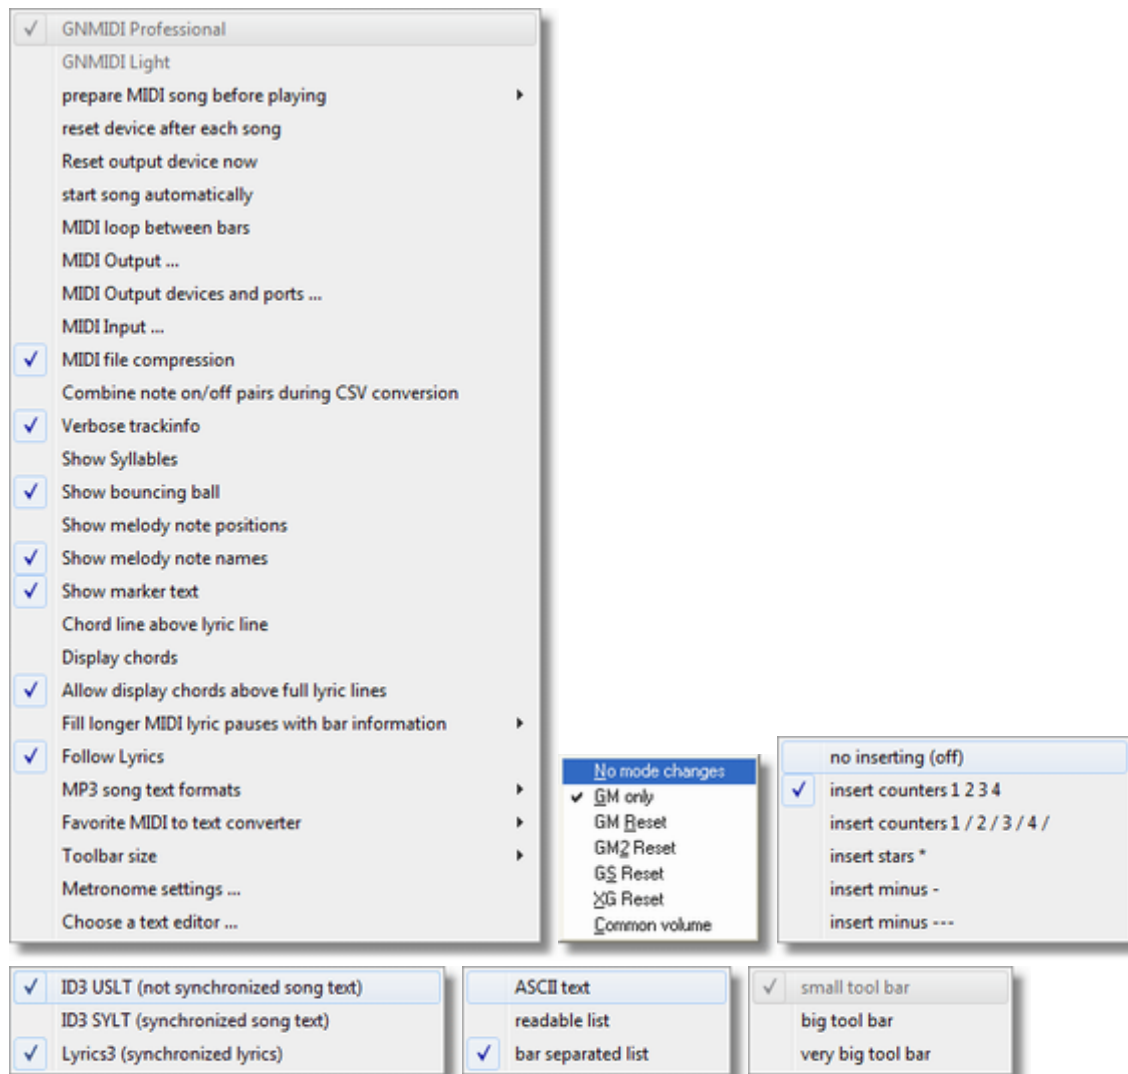 GNMIDI Professional
GNMIDI Light
prepare MIDI song before playing
reset device after each song
Reset output device now
start song automatically
MIDI loop between bars
MIDI Output ...
MIDI Output devices and ports ...
MIDI Input ...
MIDI file compression
Combine note on/off pairs during CSV conversion
Verbose trackinfo
Show Syllables
Show bouncing ball
Show melody note positions
Show melody note names
Show marker text
Chord line above lyric line
Display chords
Allow display chords above full lyric lines
Fill longer MIDI lyric pauses with bar information
Follow Lyrics
MP3 song text formats
Favorite MIDI to text converter
Toolbar size
Metronome settings ...
Choose a text editor ...
No mode changes
GM only
GM Reset
GM2 Reset
GS Reset
XG Reset
Common volume
no inserting (off)
insert counters 1 2 3 4
insert counters 1 / 2 / 3 / 4 /
insert stars *
insert minus -
insert minus ---
ID3 USLT (not synchronized song text)
ID3 SYLT (synchronized song text)
Lyrics3 (synchronized lyrics)
ASCII text
readable list
bar separated list
small tool bar
big tool bar
very big tool bar